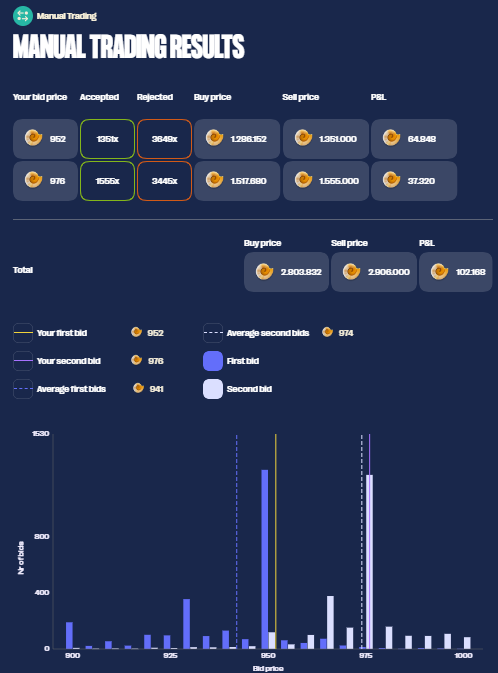 Manual Trading
MANUAL TRADING RESULTS
Your bid price Accepted Rejected Buy price Sell price P&L
952 1351x 3649x 1.286.152 1.351.000 64.848
976 1555x 3445x 1.517.680 1.555.000 37.320
Buy price Sell price P&L
Total 2.803.832 2.906.000 102.168
Your first bid 952 Average second bids 974
Your second bid 976 First bid
Average first bids 941 Second bid
1530
800
400
0
Nr of bids
900 925 950 975 1000
Bid price